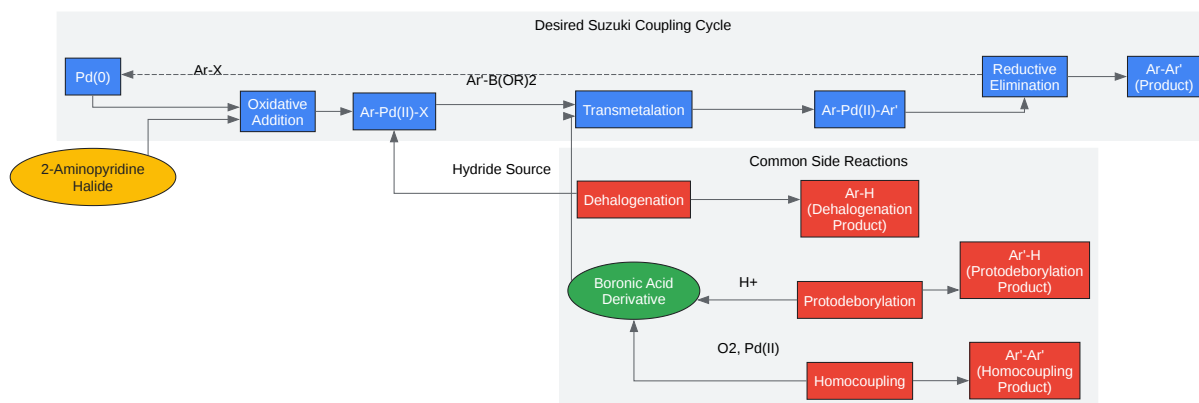 Desired Suzuki Coupling Cycle
Pd(0)
Ar-X
Oxidative
Addition
Ar-Pd(II)-X
Ar'-B(OR)2
Transmetalation
Ar-Pd(II)-Ar'
Reductive
Elimination
Ar-Ar'
(Product)
2-Aminopyridine
Halide
Common Side Reactions
Hydride Source
Dehalogenation
Ar-H
(Dehalogenation
Product)
Boronic Acid
Derivative
H+
Protodeborylation
Ar'-H
(Protodeborylation
Product)
O2, Pd(II)
Homocoupling
Ar'-Ar'
(Homocoupling
Product)